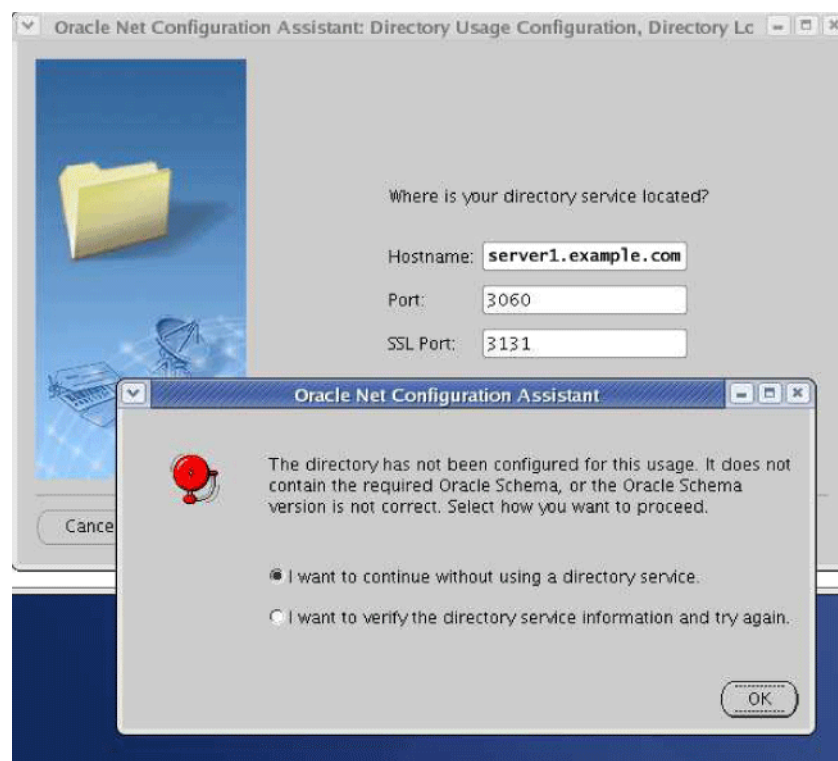 Oracle Net Configuration Assistant: Directory Usage Configuration, Directory Lc
Where is your directory service located?
Hostname: server1.example.com
Port: 3060
SSL Port: 3131
Cance
Oracle Net Configuration Assistant
The directory has not been configured for this usage. It does not
contain the required Oracle Schema, or the Oracle Schema
version is not correct. Select how you want to proceed.
I want to continue without using a directory service.
I want to verify the directory service information and try again.
OK